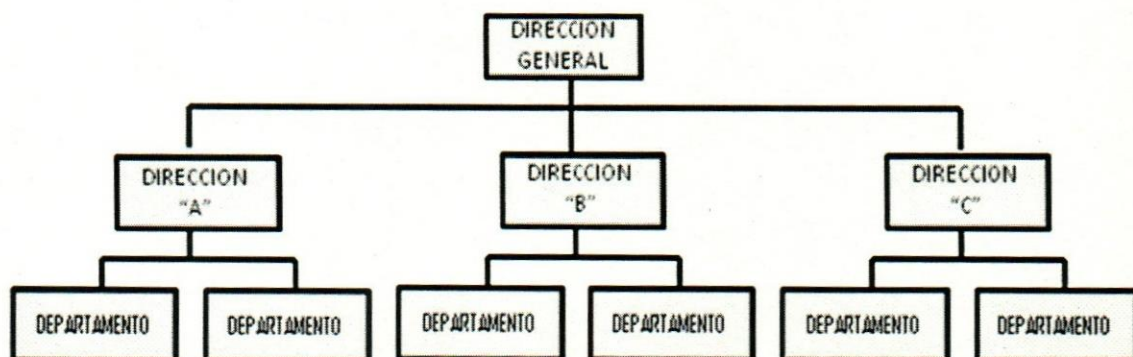 DIRECCION
GENERAL
DIRECCION
"A"
DIRECCION
"B"
DIRECCION
"C"
DEPARTAMENTO
DEPARTAMENTO
DEPARTAMENTO
DEPARTAMENTO
DEPARTAMENTO
DEPARTAMENTO